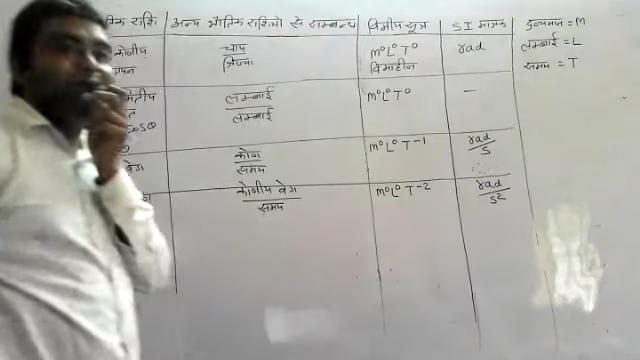 राशि | अन्य भौतिक राशियों से सम्बन्ध | विमीय सूत्र | SI मात्रक
द्रव्यमान = M
लम्बाई = L
समय = T
कोणीय | चाप / त्रिज्या | M⁰L⁰T⁰ | rad
विमाहीन
लम्बाई / लम्बाई | M⁰L⁰T⁰ | —
cosθ
वेग | कोण / समय | M⁰L⁰T-1 | rad/s
कोणीय वेग / समय | M⁰L⁰T-2 | rad/s²